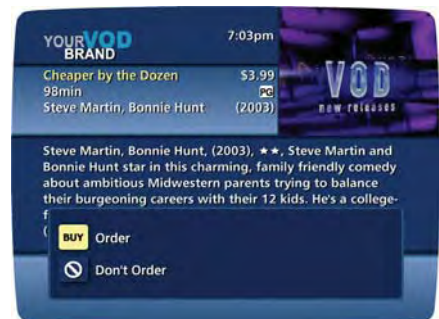 YOURVOD
BRAND
7:03pm
Cheaper by the Dozen $3.99
98min PG
Steve Martin, Bonnie Hunt (2003)
VOD
new releases
Steve Martin, Bonnie Hunt, (2003), ★★, Steve Martin and
Bonnie Hunt star in this charming, family friendly comedy
about ambitious Midwestern parents trying to balance
their burgeoning careers with their 12 kids. He's a college-
f
(
BUY Order
Don't Order